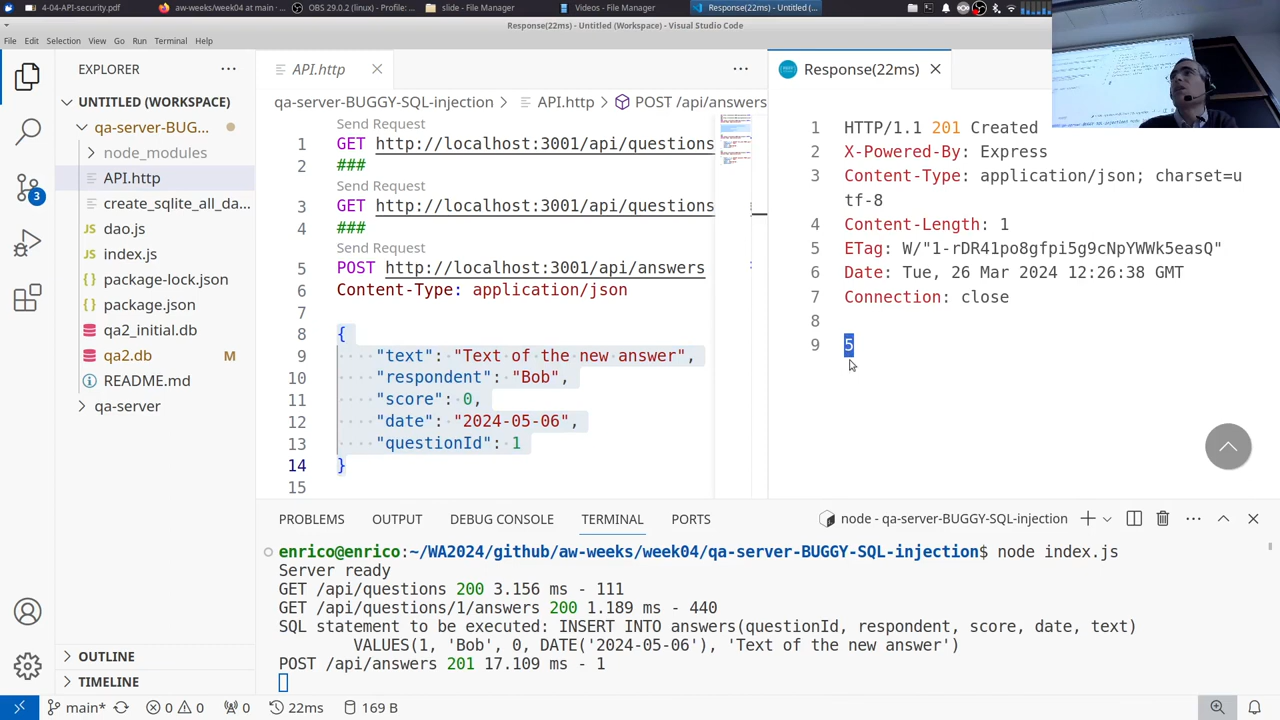 4-04-API-security.pdf
aw-weeks/week04 at main ·
OBS 29.0.2 (linux) - Profile:...
slide - File Manager
Videos - File Manager
Response(22ms) - Untitled (...
Response(22ms) - Untitled (Workspace) - Visual Studio Code
File Edit Selection View Go Run Terminal Help
EXPLORER
UNTITLED (WORKSPACE)
qa-server-BUG...
node_modules
API.http
create_sqlite_all_da...
dao.js
index.js
package-lock.json
package.json
qa2_initial.db
qa2.db M
README.md
qa-server
OUTLINE
TIMELINE
3
API.http
qa-server-BUGGY-SQL-injection > API.http > POST /api/answers
Send Request
1 GET http://localhost:3001/api/questions
2 ###
Send Request
3 GET http://localhost:3001/api/questions
4 ###
Send Request
5 POST http://localhost:3001/api/answers
6 Content-Type: application/json
7
8 {
9 "text": "Text of the new answer",
10 "respondent": "Bob",
11 "score": 0,
12 "date": "2024-05-06",
13 "questionId": 1
14 }
15
Response(22ms)
1 HTTP/1.1 201 Created
2 X-Powered-By: Express
3 Content-Type: application/json; charset=u
tf-8
4 Content-Length: 1
5 ETag: W/"1-rDR41po8gfpi5g9cNpYWWk5easQ"
6 Date: Tue, 26 Mar 2024 12:26:38 GMT
7 Connection: close
8
9 5
PROBLEMS OUTPUT DEBUG CONSOLE TERMINAL PORTS
node - qa-server-BUGGY-SQL-injection
enrico@enrico:~/WA2024/github/aw-weeks/week04/qa-server-BUGGY-SQL-injection$ node index.js
Server ready
GET /api/questions 200 3.156 ms - 111
GET /api/questions/1/answers 200 1.189 ms - 440
SQL statement to be executed: INSERT INTO answers(questionId, respondent, score, date, text)
VALUES(1, 'Bob', 0, DATE('2024-05-06'), 'Text of the new answer')
POST /api/answers 201 17.109 ms - 1
main* 0 0 0 22ms 169 B